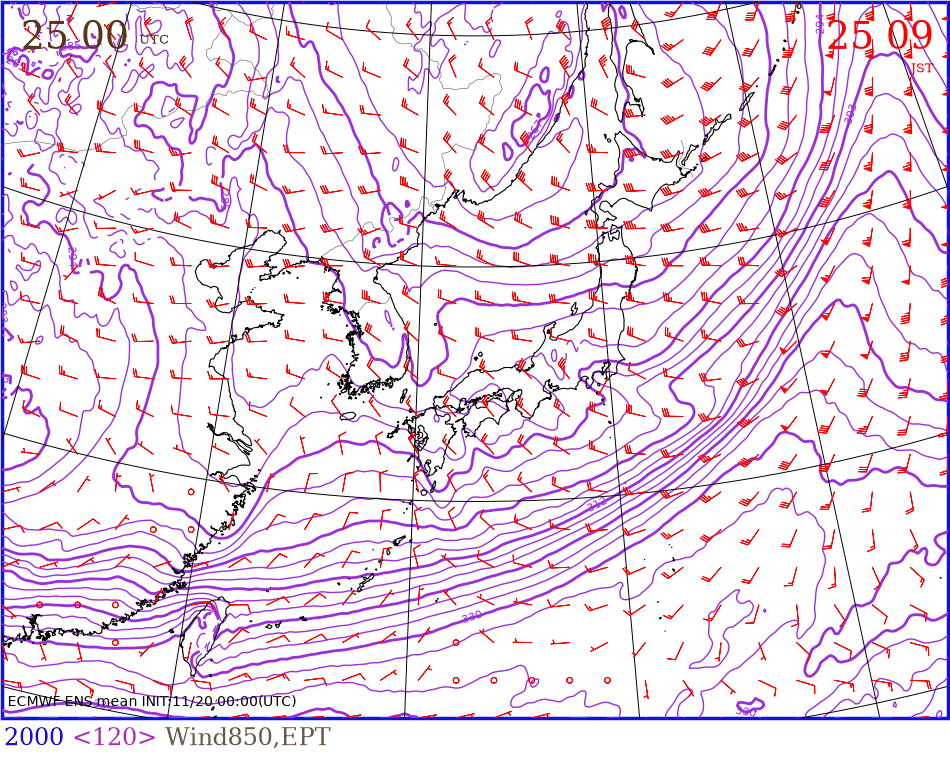 25 00 UTC
25 09
JST
330
ECMWF ENS mean INIT:11/20 00:00(UTC)
2000 <120> Wind850,EPT